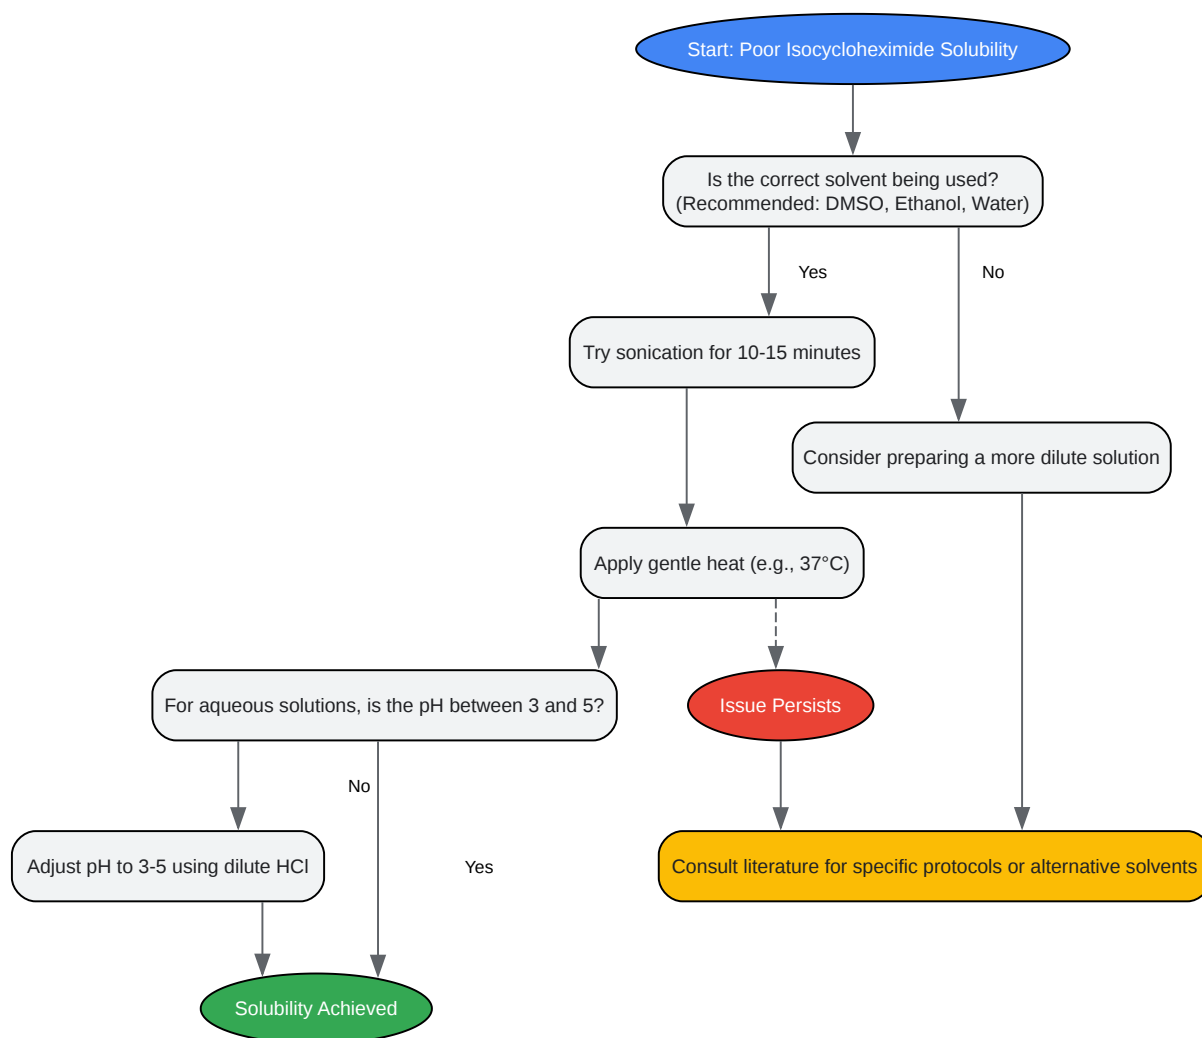 Start: Poor Isocycloheximide Solubility
Is the correct solvent being used?
(Recommended: DMSO, Ethanol, Water)
Yes
No
Try sonication for 10-15 minutes
Consider preparing a more dilute solution
Apply gentle heat (e.g., 37°C)
For aqueous solutions, is the pH between 3 and 5?
Issue Persists
No
Yes
Adjust pH to 3-5 using dilute HCl
Consult literature for specific protocols or alternative solvents
Solubility Achieved